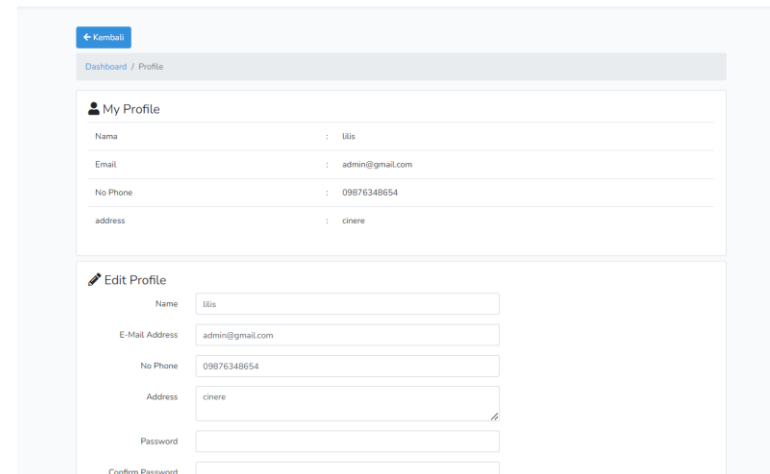 ← Kembali
Dashboard / Profile
My Profile
Nama : lilis
Email : admin@gmail.com
No Phone : 09876348654
address : cinere
Edit Profile
Name lilis
E-Mail Address admin@gmail.com
No Phone 09876348654
Address cinere
Password
Confirm Password